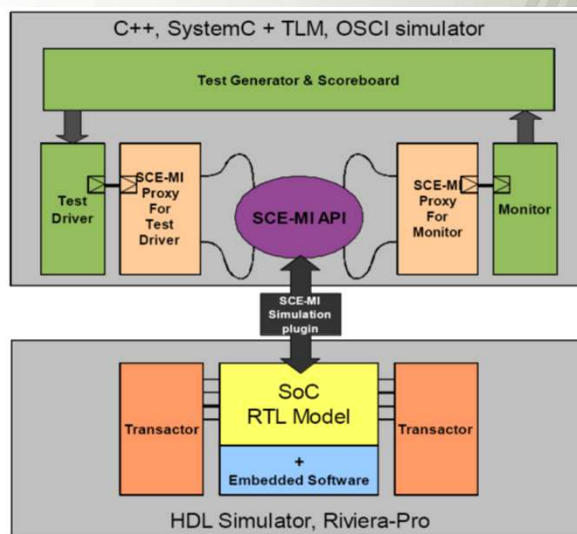 C++, SystemC + TLM, OSCI simulator
Test Generator & Scoreboard
Test
Driver
SCE-MI
Proxy
For
Test
Driver
SCE-MI API
SCE-MI
Proxy
For
Monitor
Monitor
SCE-MI
Simulation
plugin
Transactor
SoC
RTL Model
+
Embedded Software
Transactor
HDL Simulator, Riviera-Pro